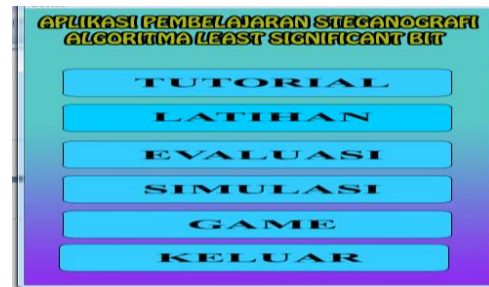 APLIKASI PEMBELAJARAN STEGANOGRAFI
ALGORITMA LEAST SIGNIFICANT BIT
TUTORIAL
LATIHAN
EVALUASI
SIMULASI
GAME
KELUAR